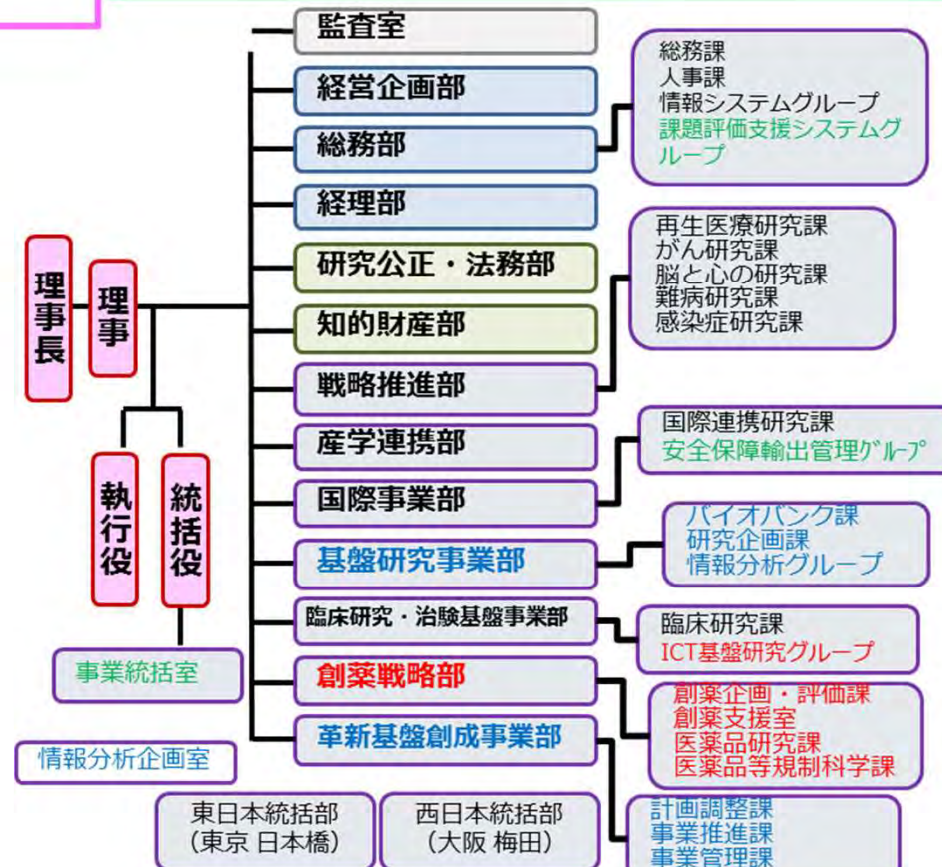 監査室
経営企画部
総務部
経理部
研究公正・法務部
知的財産部
戦略推進部
産学連携部
国際事業部
基盤研究事業部
臨床研究・治験基盤事業部
創薬戦略部
革新基盤創成事業部
理事長
理事
執行役
統括役
事業統括室
情報分析企画室
東日本統括部
（東京 日本橋）
西日本統括部
（大阪 梅田）
総務課
人事課
情報システムグループ
課題評価支援システムグ
ループ
再生医療研究課
がん研究課
脳と心の研究課
難病研究課
感染症研究課
国際連携研究課
安全保障輸出管理ｸﾞﾙｰﾌﾟ
バイオバンク課
研究企画課
情報分析グループ
臨床研究課
ICT基盤研究グループ
創薬企画・評価課
創薬支援室
医薬品研究課
医薬品等規制科学課
計画調整課
事業推進課
事業管理課